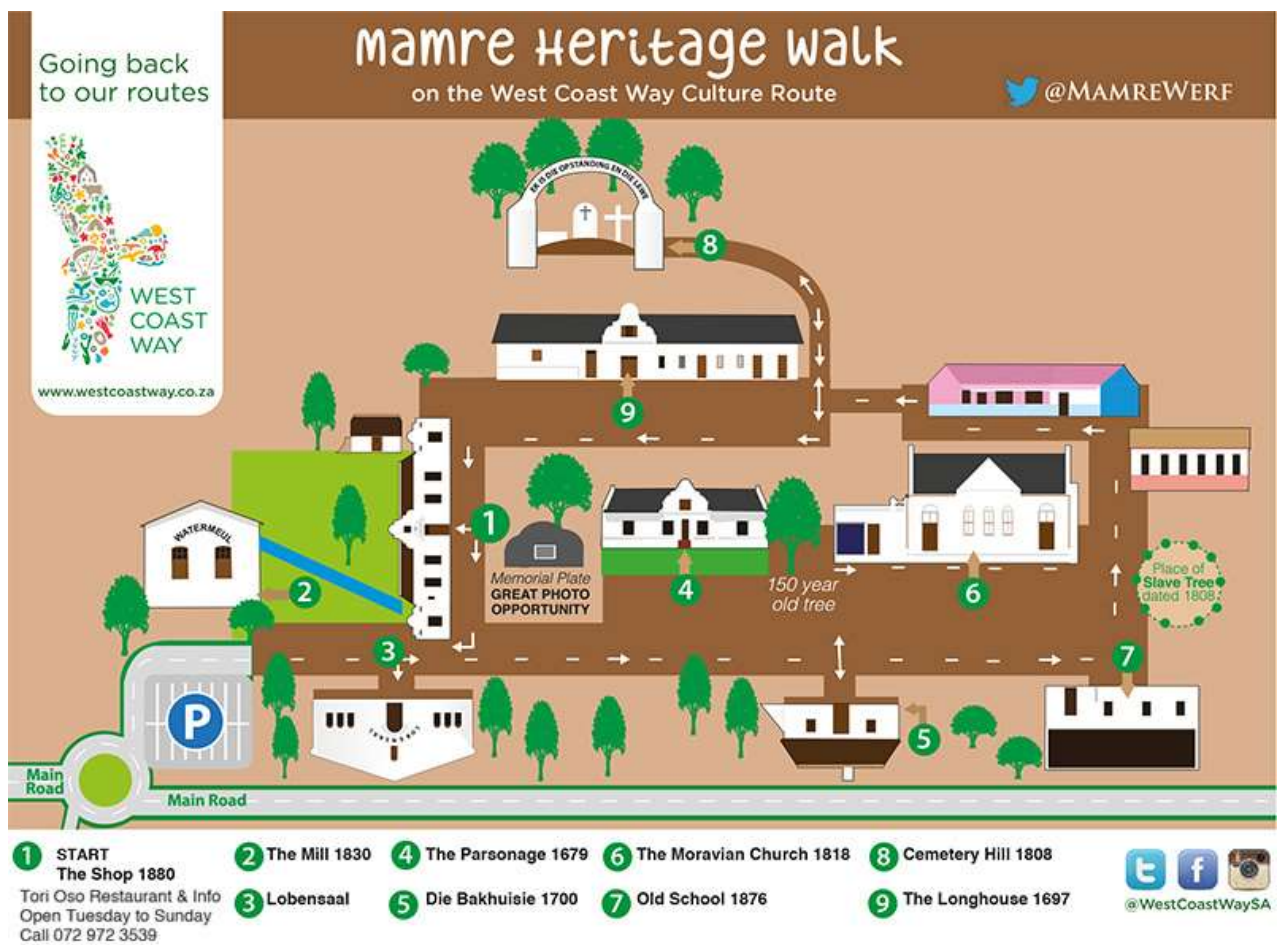 Going back
to our routes
WEST
COAST
WAY
www.westcoastway.co.za
mamre Heritage walk
on the West Coast Way Culture Route
@MAMREWERF
EK IS DIE OPSTANDING EN DIE LEWE
8
9
WATERMEUL
1
2
Memorial Plate
GREAT PHOTO
OPPORTUNITY
4
150 year
old tree
6
Place of
Slave Tree
dated 1808
3
7
5
P
Main
Road
Main Road
1 START
The Shop 1880
Tori Oso Restaurant & Info
Open Tuesday to Sunday
Call 072 972 3539
2 The Mill 1830
3 Lobensaal
4 The Parsonage 1679
5 Die Bakhuisie 1700
6 The Moravian Church 1818
7 Old School 1876
8 Cemetery Hill 1808
9 The Longhouse 1697
@WestCoastWaySA